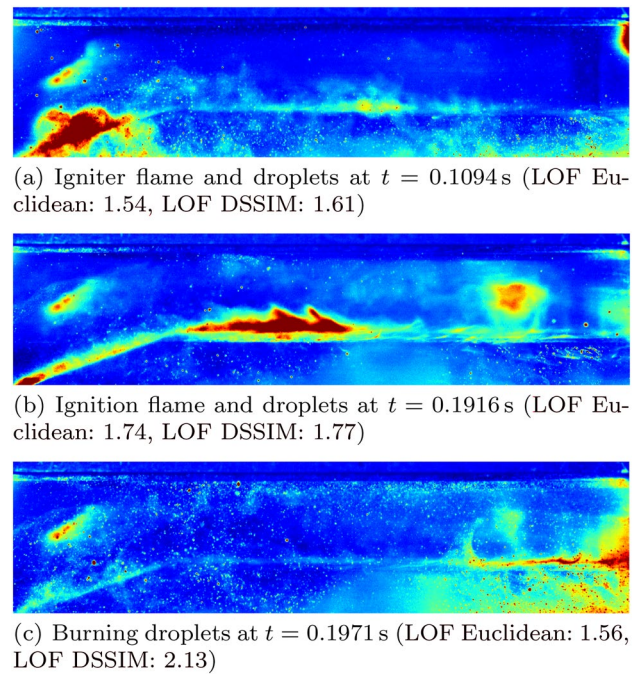 (a) Igniter flame and droplets at t = 0.1094 s (LOF Eu-
clidean: 1.54, LOF DSSIM: 1.61)
(b) Ignition flame and droplets at t = 0.1916 s (LOF Eu-
clidean: 1.74, LOF DSSIM: 1.77)
(c) Burning droplets at t = 0.1971 s (LOF Euclidean: 1.56,
LOF DSSIM: 2.13)